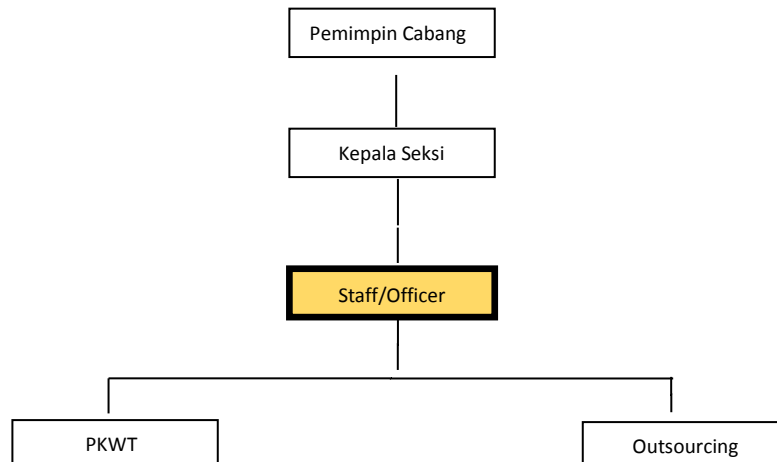 Pemimpin Cabang
Kepala Seksi
Staff/Officer
PKWT
Outsourcing